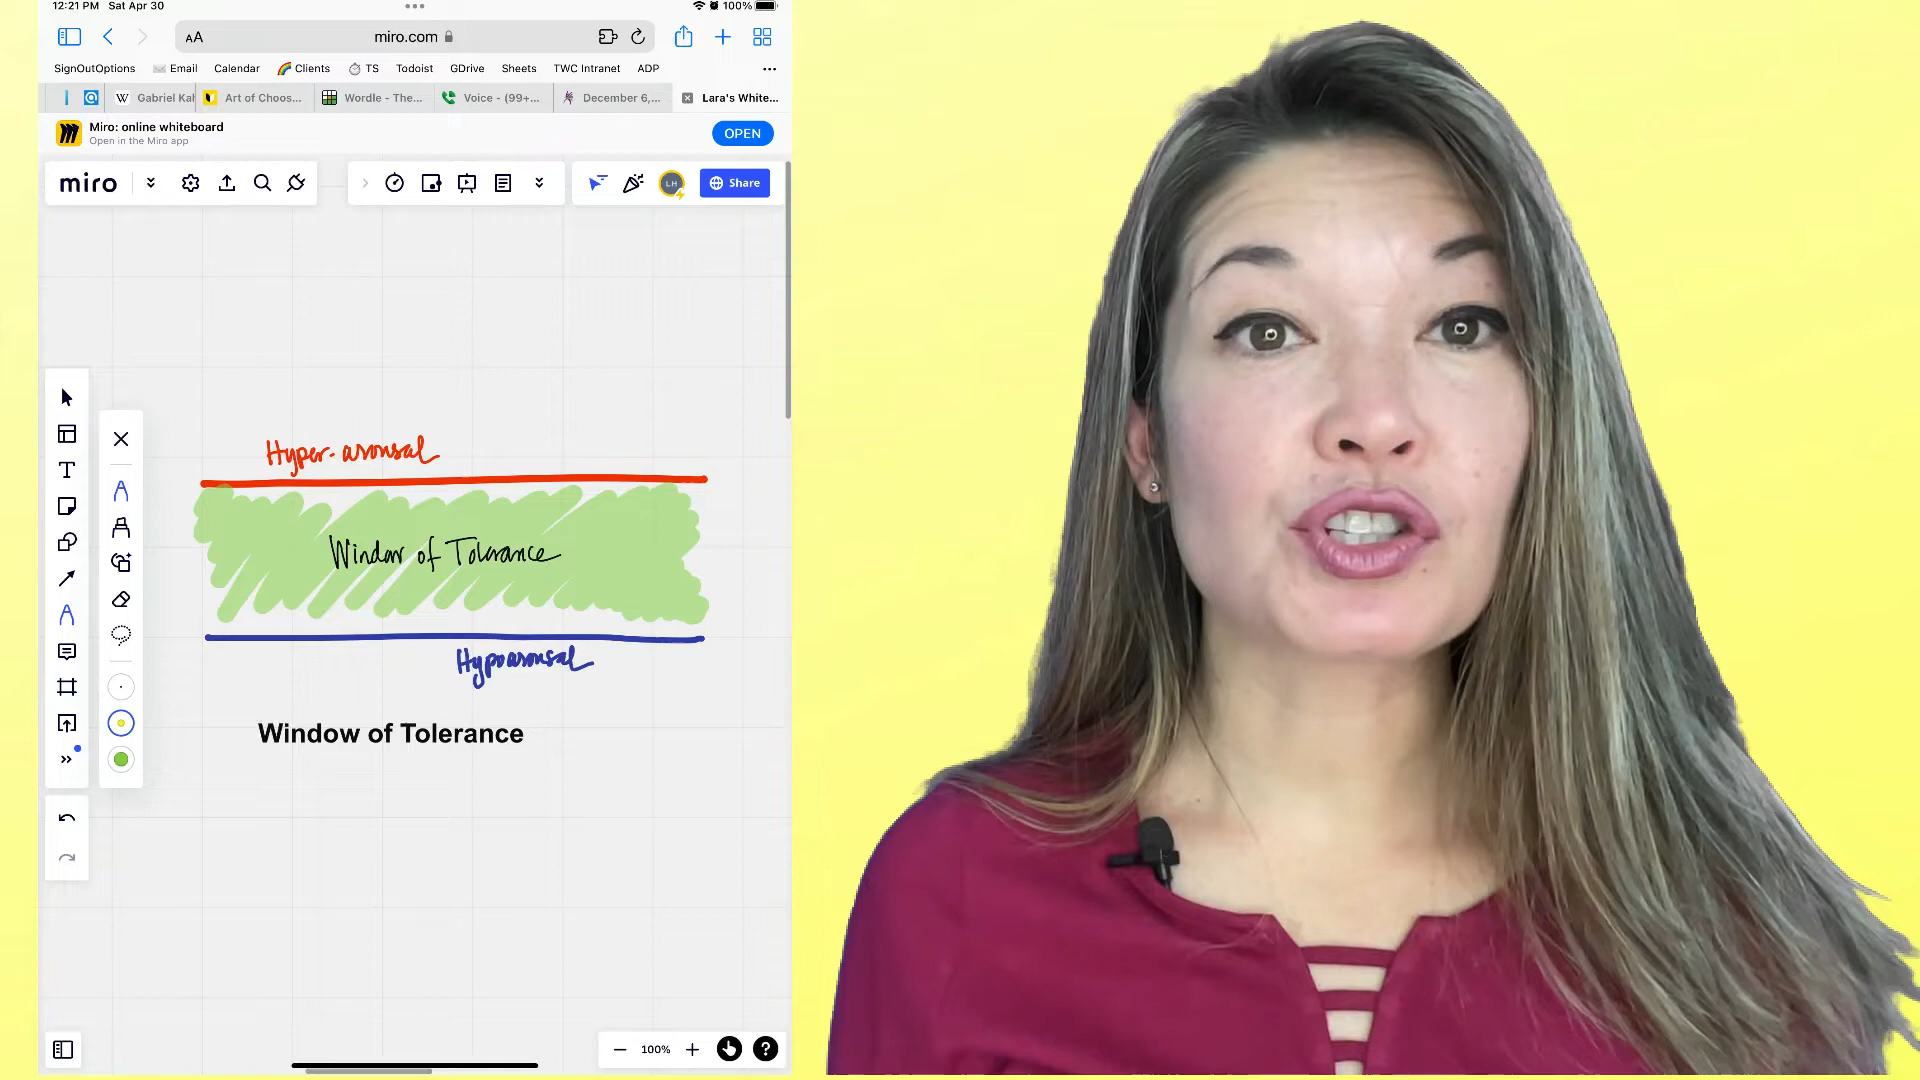 12:21 PM Sat Apr 30
100%
AA miro.com
SignOutOptions Email Calendar Clients TS Todoist GDrive Sheets TWC Intranet ADP
Gabriel Kal Art of Choos... Wordle - The... Voice - (99+... December 6,... Lara's White...
Miro: online whiteboard
Open in the Miro app
OPEN
miro LH Share
Hyper-arousal
Window of Tolerance
Hypoarousal
Window of Tolerance
100% ?